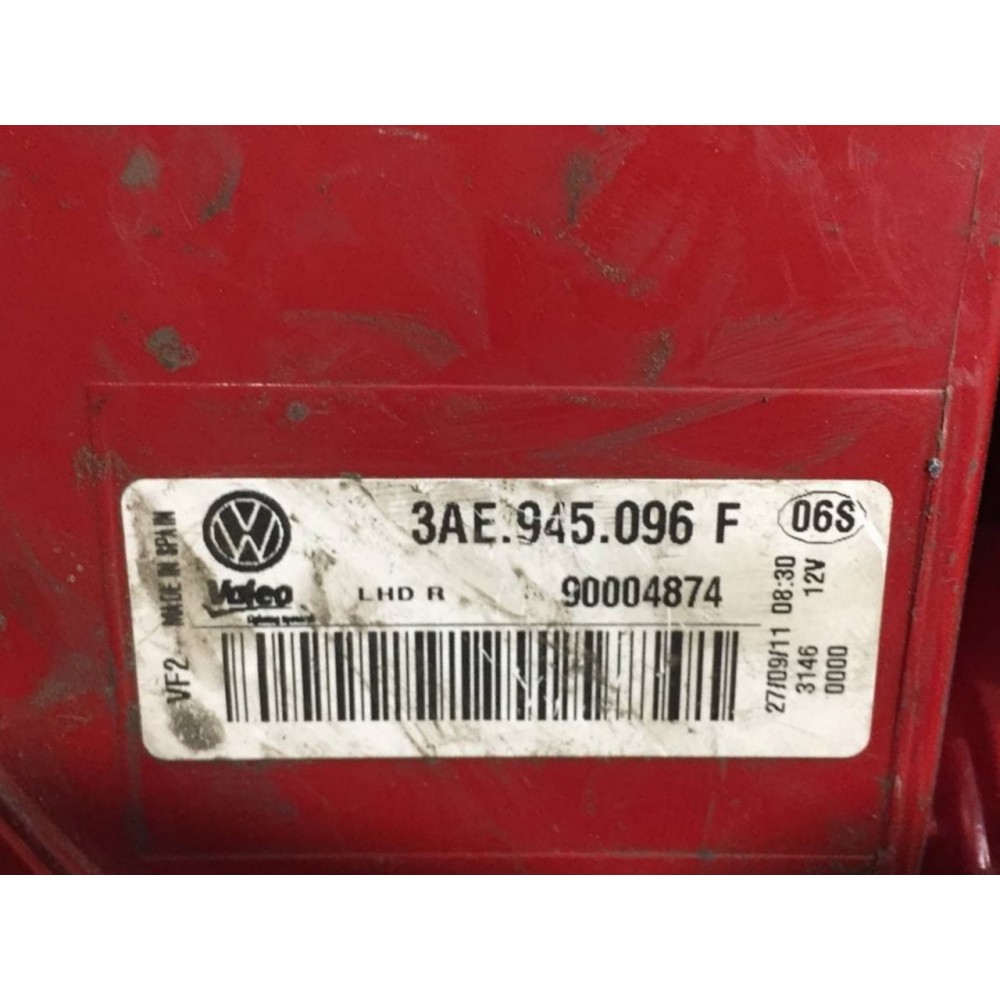 3AE.945.096 F
06S
Valeo
LHD R
90004874
MADE IN SPAIN
VF2
27/09/11 08:30
3146 12V
0000